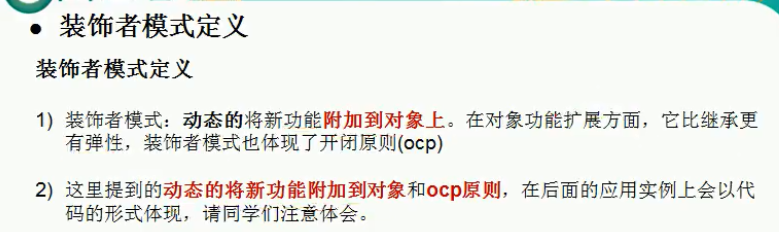 ● 装饰者模式定义
装饰者模式定义
1) 装饰者模式：动态的将新功能附加到对象上。在对象功能扩展方面，它比继承更
有弹性，装饰者模式也体现了开闭原则(ocp)
2) 这里提到的动态的将新功能附加到对象和ocp原则，在后面的应用实例上会以代
码的形式体现，请同学们注意体会。